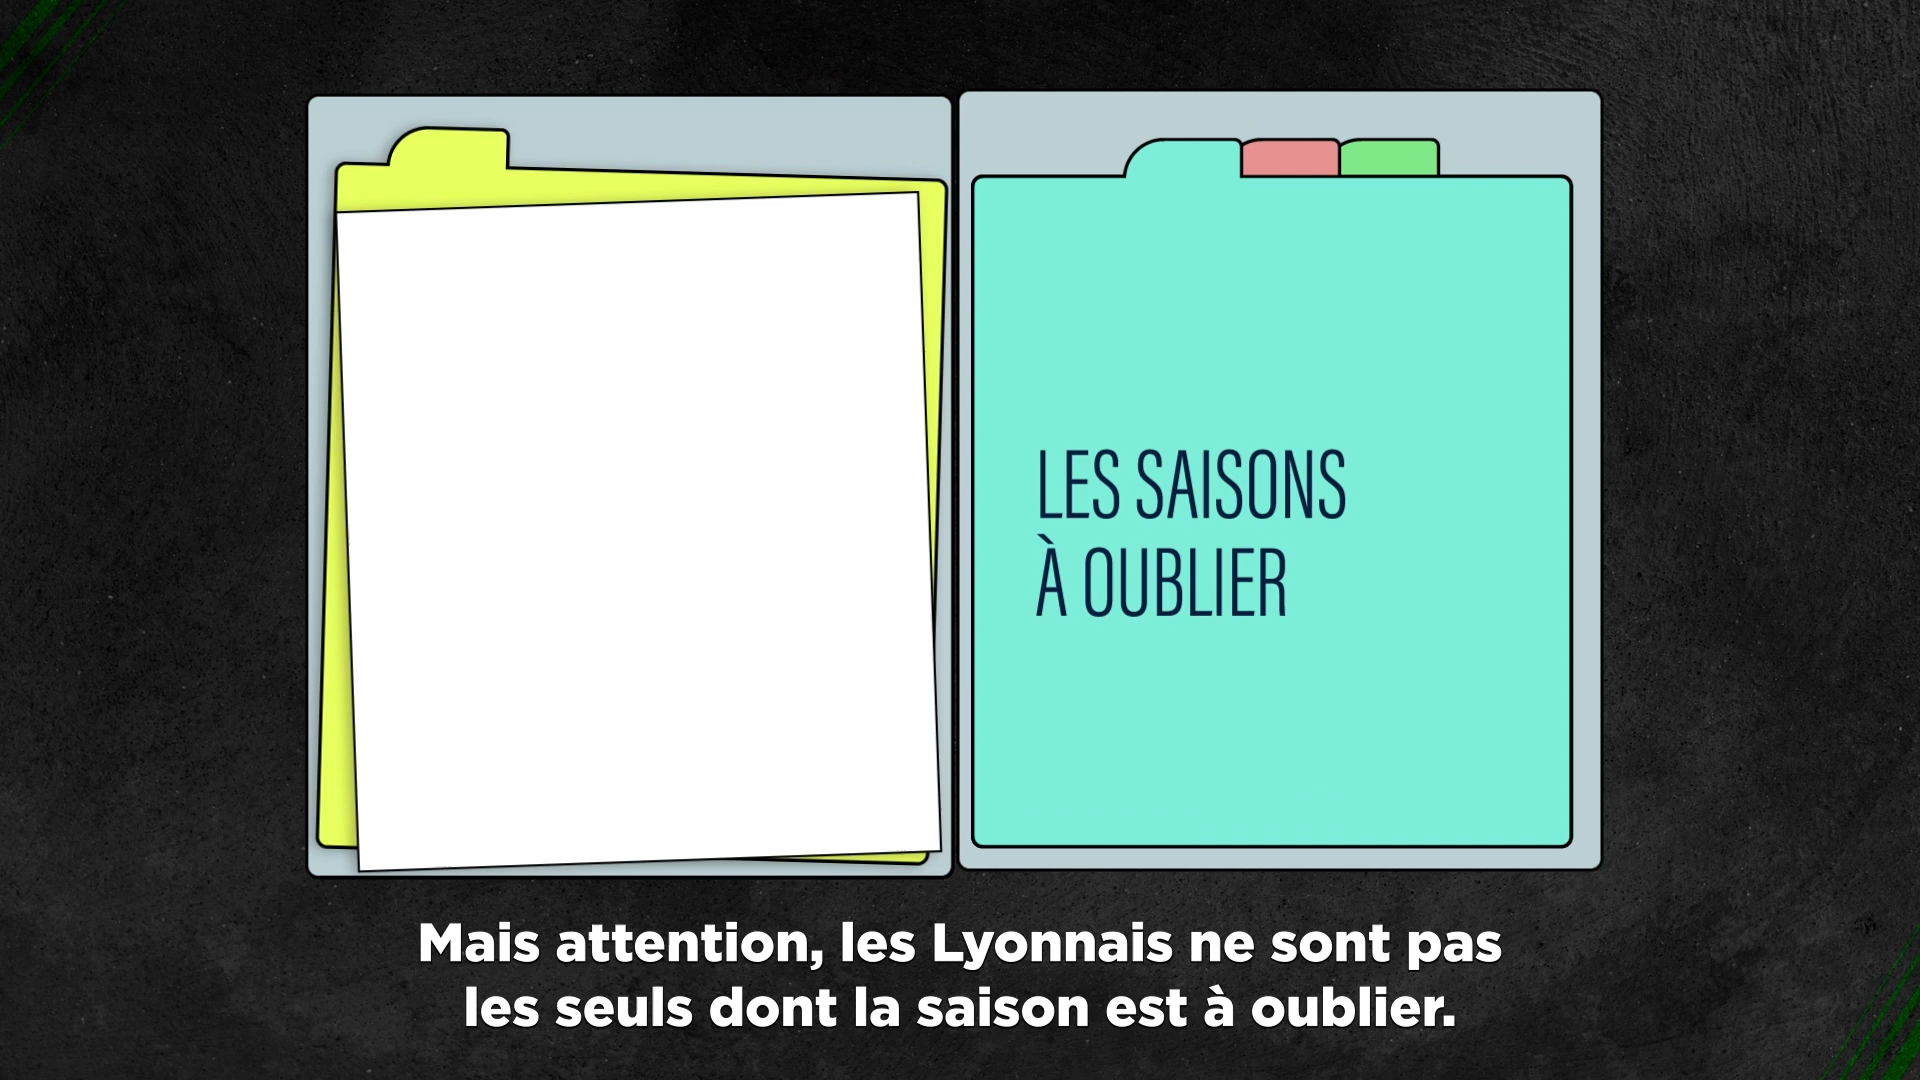 LES SAISONS
À OUBLIER
Mais attention, les Lyonnais ne sont pas
les seuls dont la saison est à oublier.